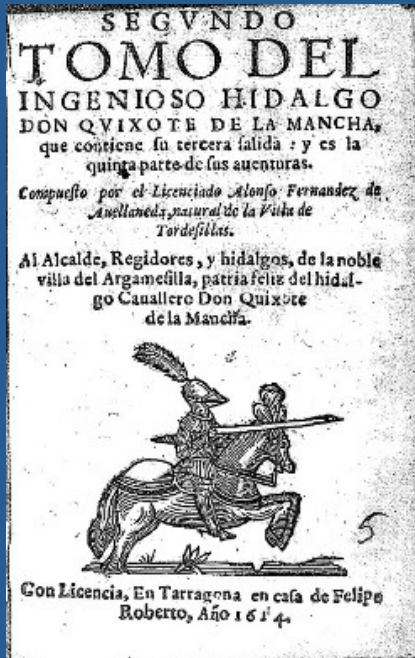 SEGVNDO
TOMO DEL
INGENIOSO HIDALGO
DON QVIXOTE DE LA MANCHA,
que contiene ſu tercera ſalida : y es la
quinta parte de ſus auenturas.
Compueſto por el Licenciado Alonſo Fernandez de
Auellaneda, natural de la Villa de
Tordeſillas.
Al Alcalde, Regidores, y hidalgos, de la noble
villa del Argameſilla, patria feliz del hidal-
go Cauallero Don Quixote
de la Mancha.
5
Con Licencia, En Tarragona en caſa de Felipe
Roberto, Año 1614.